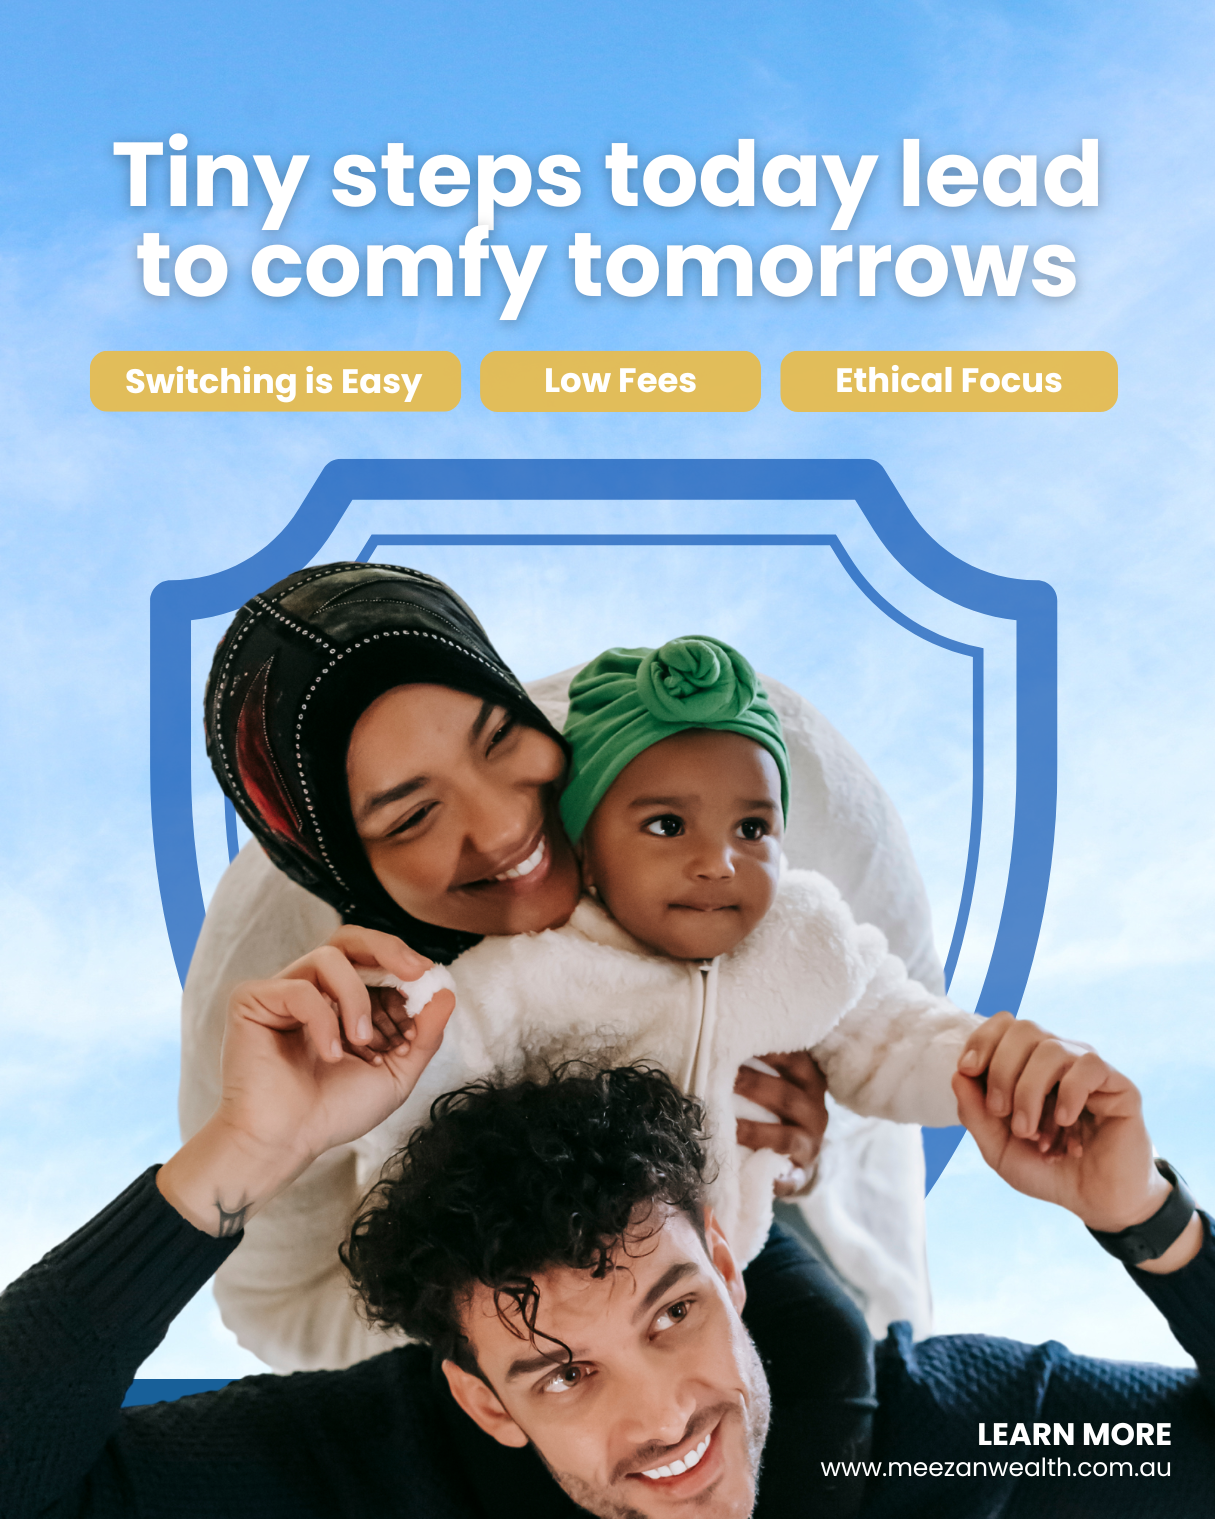 Tiny steps today lead
to comfy tomorrows
Switching is Easy
Low Fees
Ethical Focus
LEARN MORE
www.meezanwealth.com.au